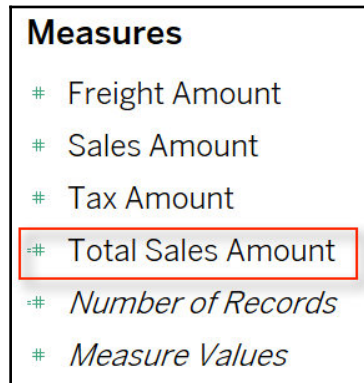 Measures
# Freight Amount
# Sales Amount
# Tax Amount
=# Total Sales Amount
=# Number of Records
# Measure Values